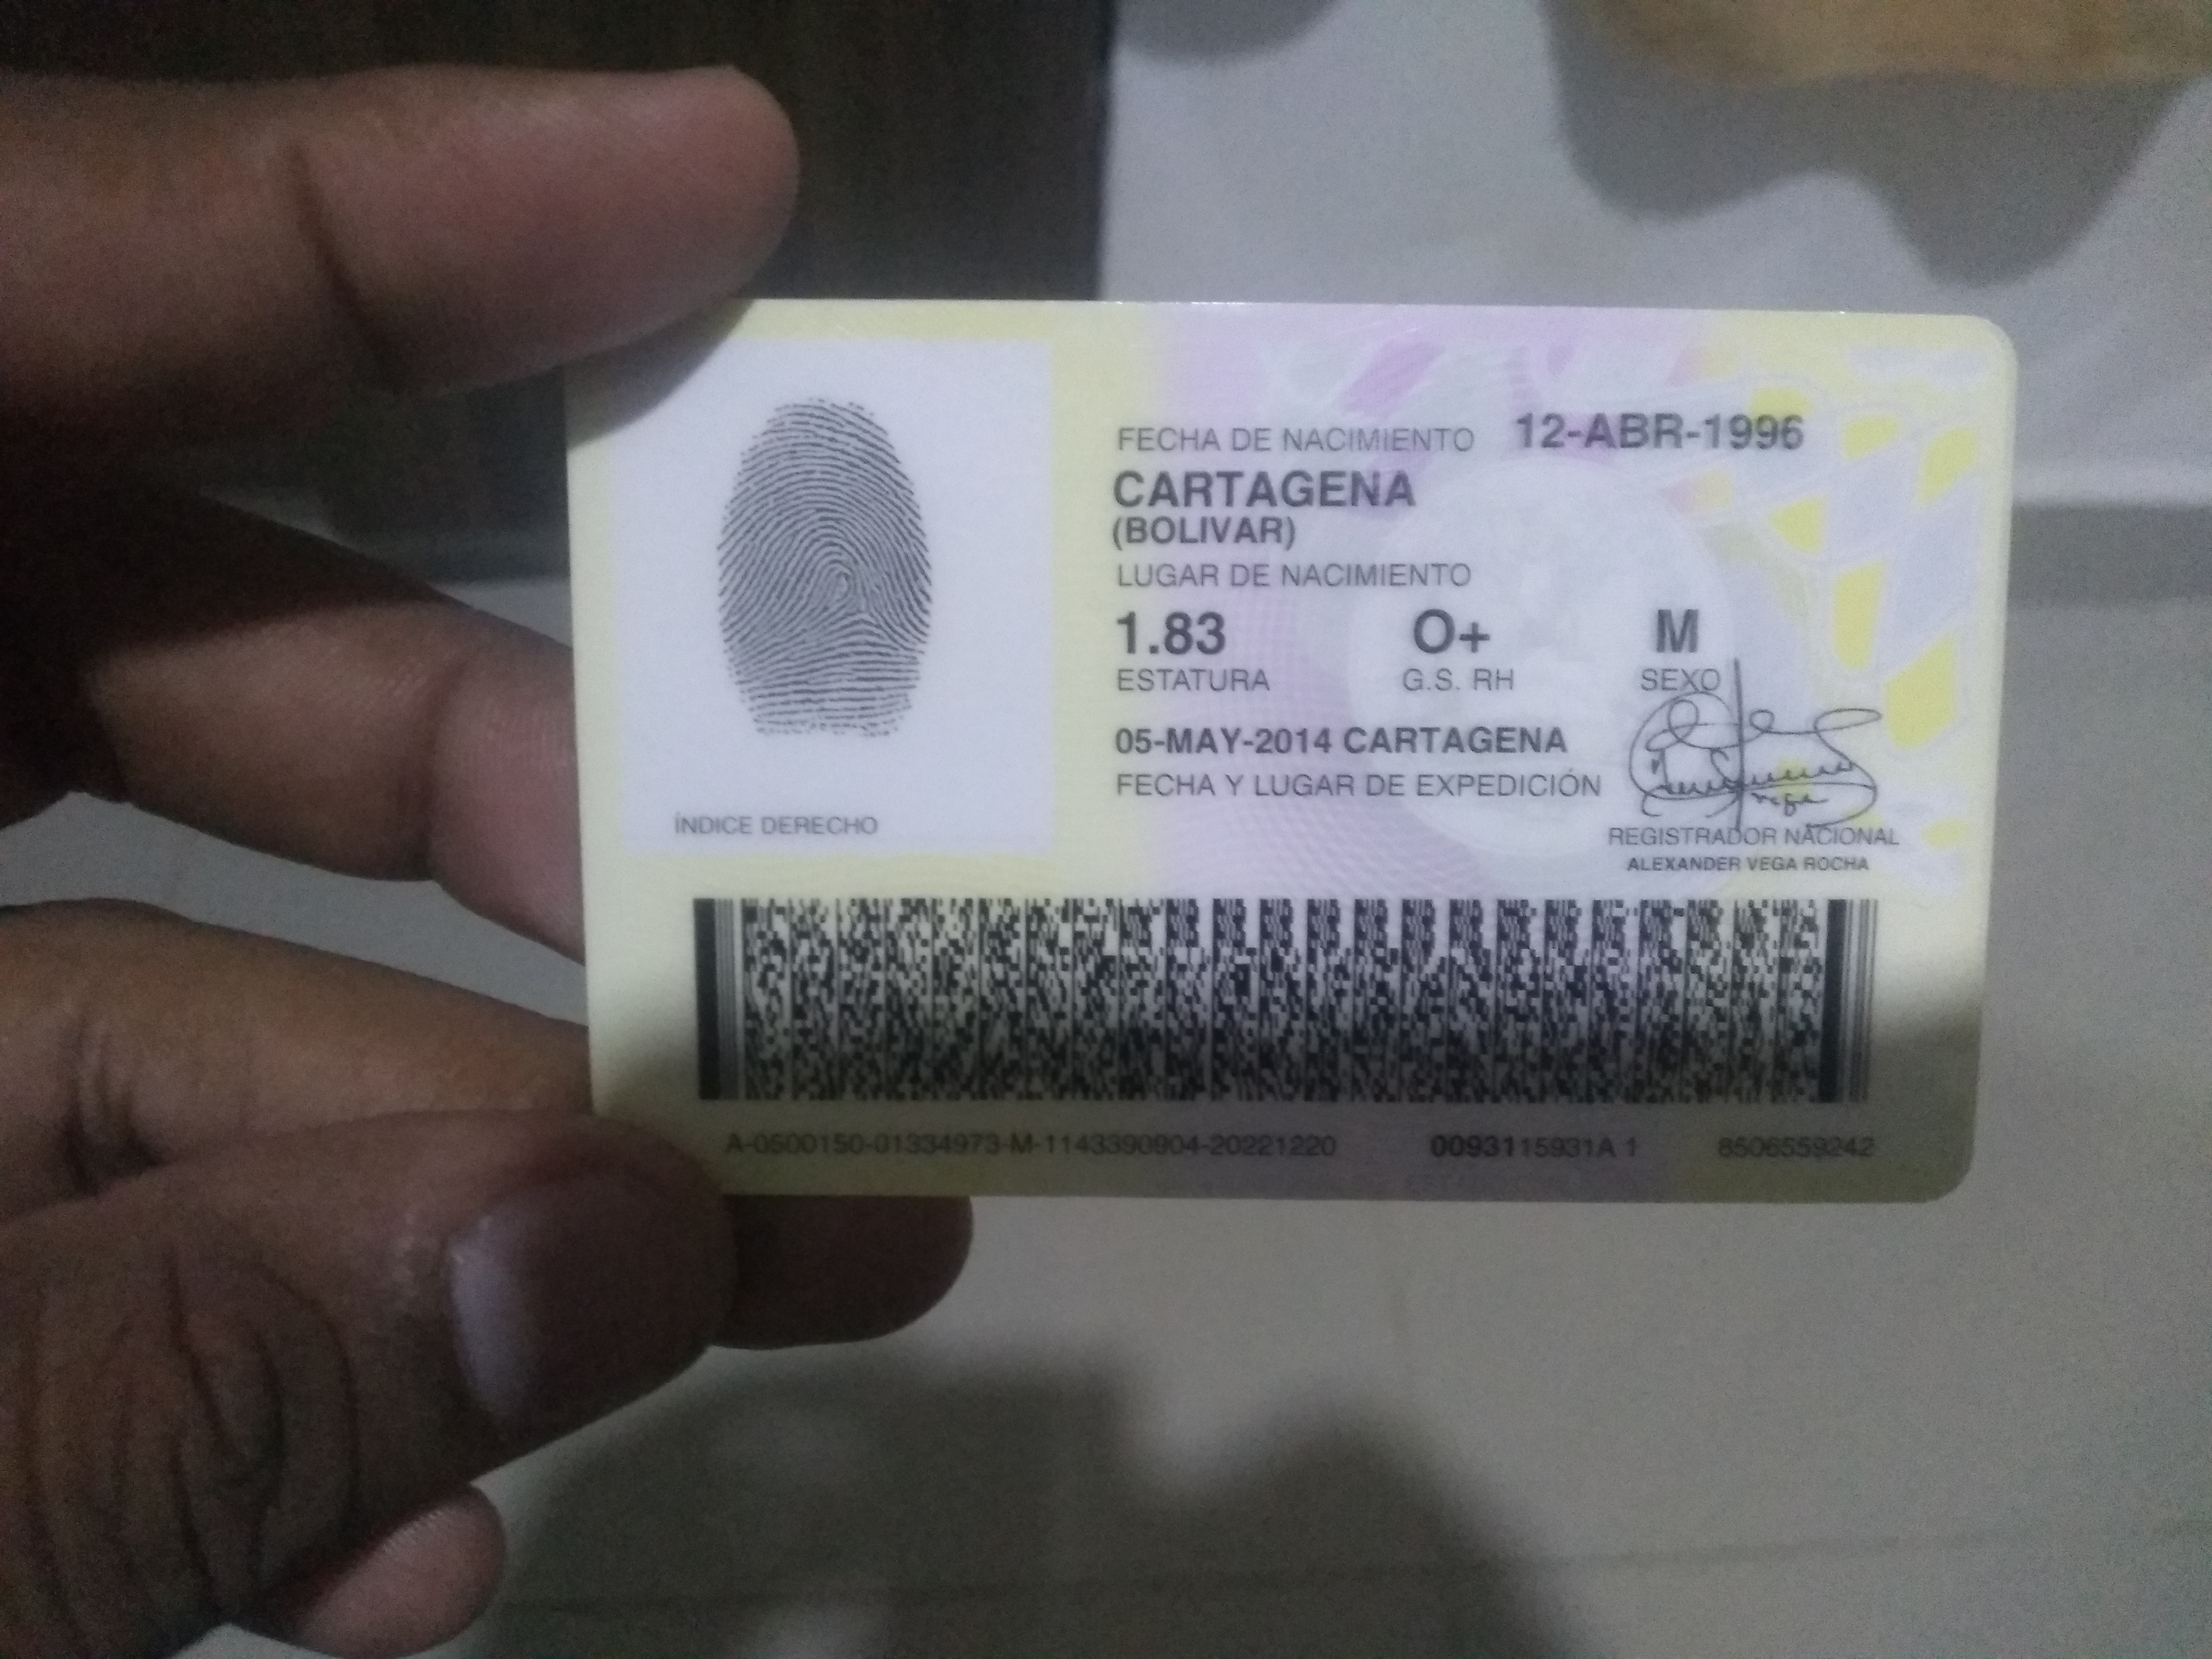 FECHA DE NACIMIENTO 12-ABR-1996
CARTAGENA
(BOLIVAR)
LUGAR DE NACIMIENTO
1.83 O+ M
ESTATURA G.S. RH SEXO
05-MAY-2014 CARTAGENA
FECHA Y LUGAR DE EXPEDICIÓN
ÍNDICE DERECHO
REGISTRADOR NACIONAL
ALEXANDER VEGA ROCHA
A-0500150-01334973-M-1143390904-20221220 0093115931A 1 8506559242